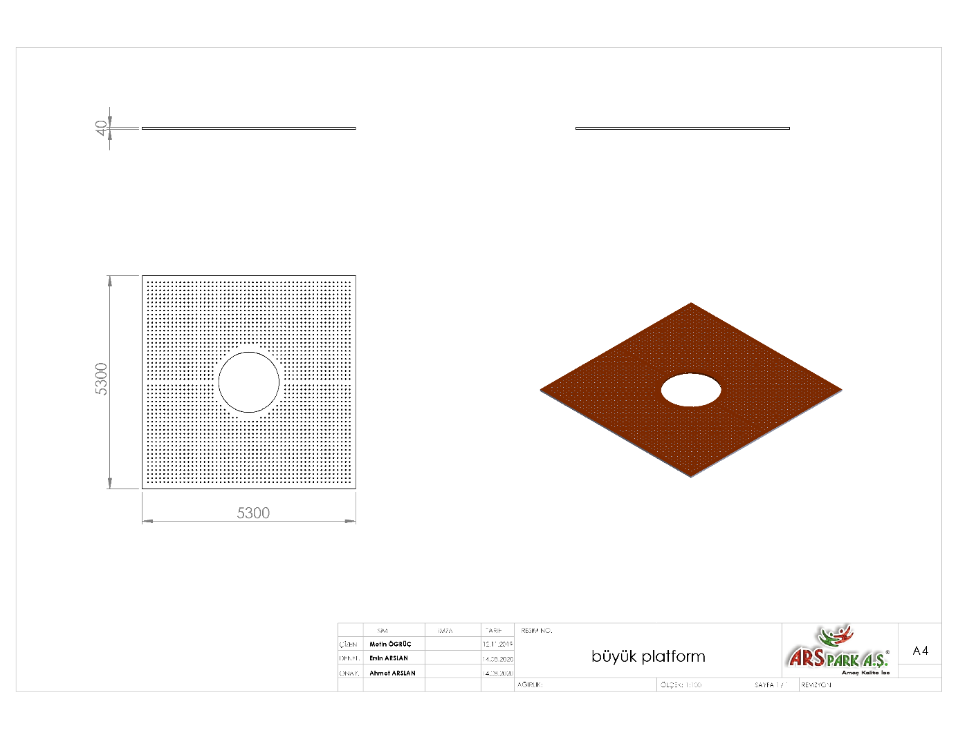 40
5300
5300
İSİM İMZA TARİH RESİM NO.
ÇİZEN Metin ÖĞRÜÇ 12.11.2019
Emin ARSLAN 14.05.2020
ONAY. Ahmet ARSLAN 14.05.2020
büyük platform
ARSPARK A.Ş.®
Amaç Kalite İse
A4
AĞIRLIK: ÖLÇEK: 1:100 SAYFA 1 / 1 REVİZYON